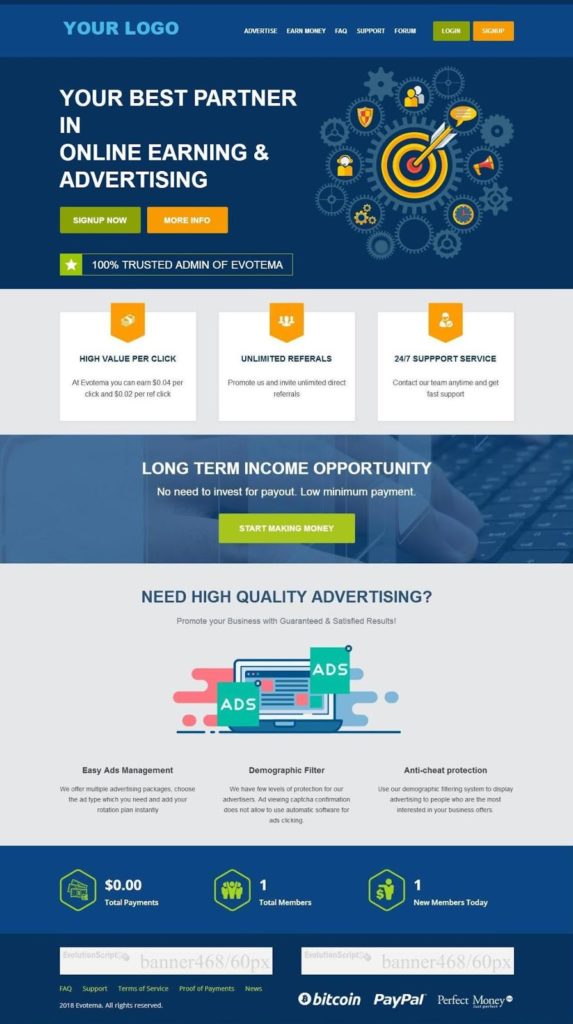 YOUR LOGO
ADVERTISE EARN MONEY FAQ SUPPORT FORUM LOGIN SIGNUP
YOUR BEST PARTNER
IN
ONLINE EARNING &
ADVERTISING
SIGNUP NOW MORE INFO
100% TRUSTED ADMIN OF EVOTEMA
HIGH VALUE PER CLICK
At Evotema you can earn $0.04 per
click and $0.02 per ref click
UNLIMITED REFERALS
Promote us and invite unlimited direct
referrals
24/7 SUPPPORT SERVICE
Contact our team anytime and get
fast support
LONG TERM INCOME OPPORTUNITY
No need to invest for payout. Low minimum payment.
START MAKING MONEY
NEED HIGH QUALITY ADVERTISING?
Promote your Business with Guaranteed & Satisfied Results!
ADS
ADS
Easy Ads Management
We offer multiple advertising packages, choose
the ad type which you need and add your
rotation plan instantly
Demographic Filter
We have few levels of protection for our
advertisers. Ad viewing captcha confirmation
does not allow to use automatic software for
ads clicking.
Anti-cheat protection
Use our demographic filtering system to display
advertising to people who are the most
interested in your business offers.
$0.00
Total Payments
1
Total Members
1
New Members Today
EvolutionScript banner468/60px
EvolutionScript banner468/60px
FAQ Support Terms of Service Proof of Payments News
2018 Evotema. All rights reserved.
bitcoin PayPal Perfect Money
Just perfect